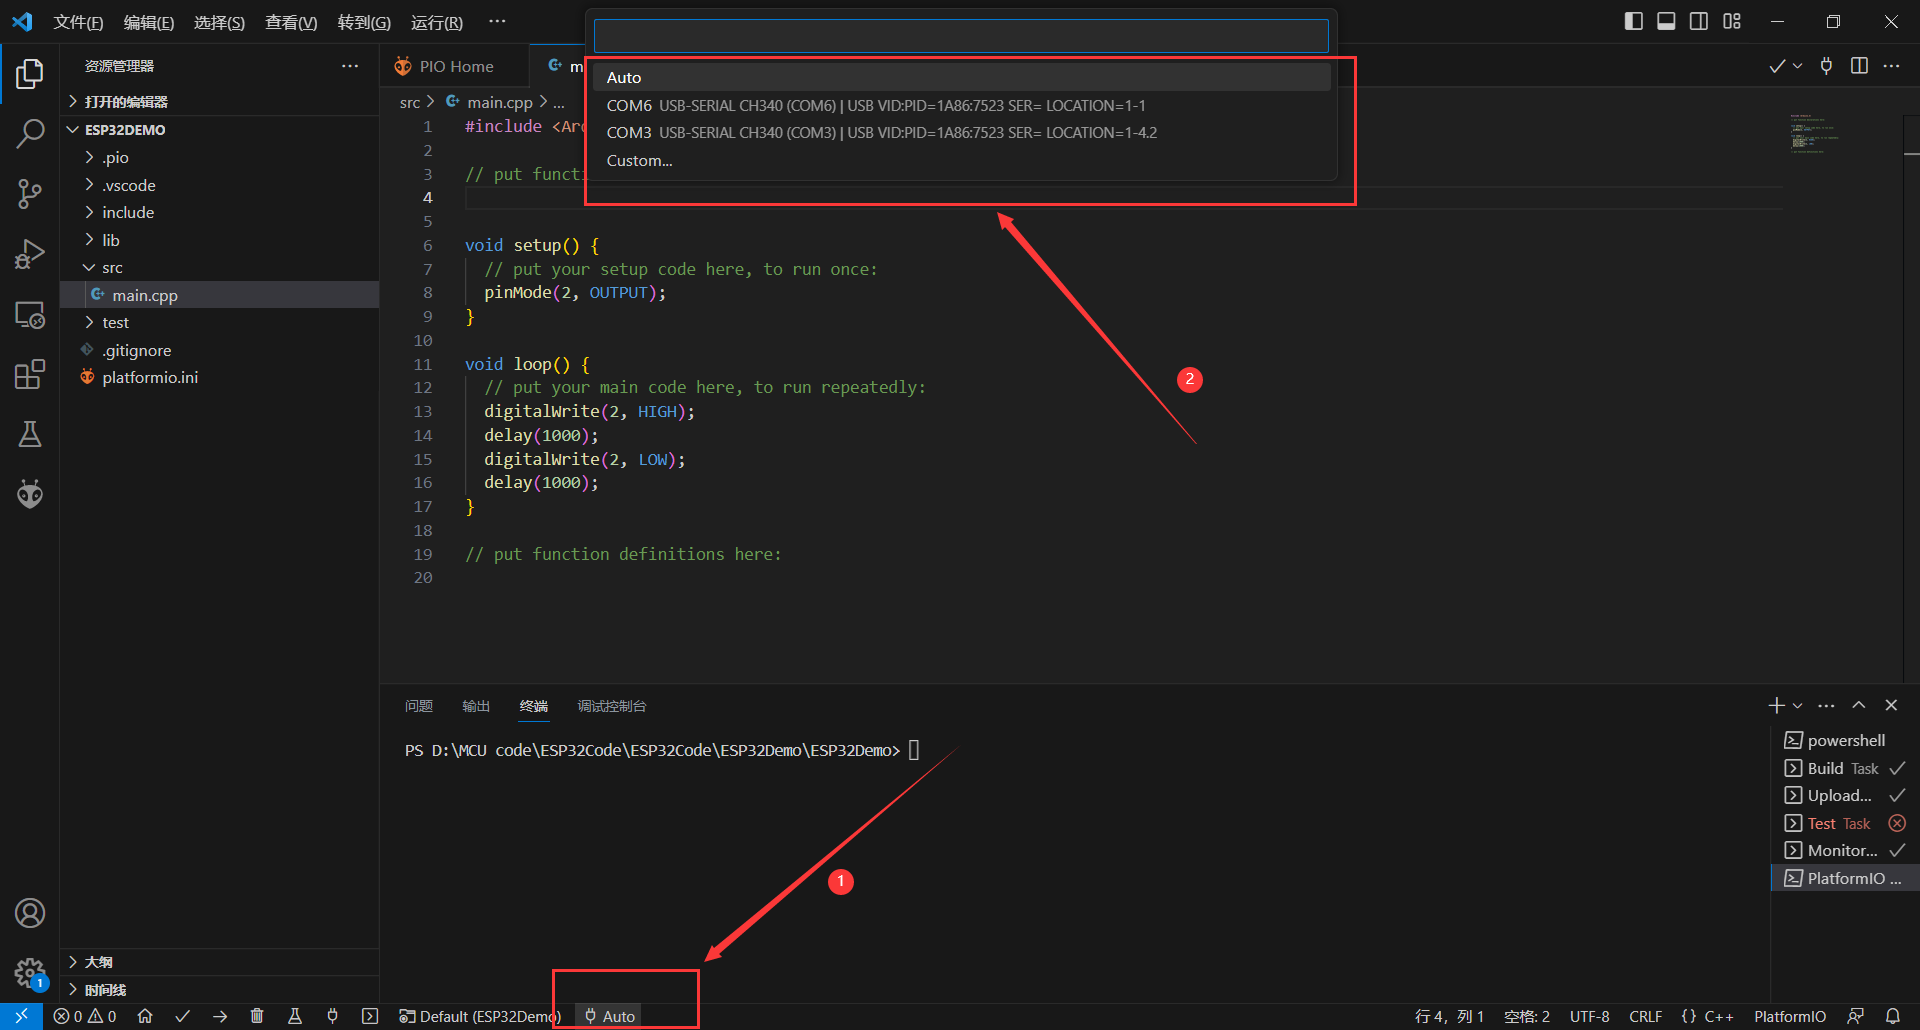 文件(F) 编辑(E) 选择(S) 查看(V) 转到(G) 运行(R) ···
资源管理器 ···
打开的编辑器
ESP32DEMO
.pio
.vscode
include
lib
src
main.cpp
test
.gitignore
platformio.ini
大纲
时间线
PIO Home
src > main.cpp > ...
Auto
COM6 USB-SERIAL CH340 (COM6) | USB VID:PID=1A86:7523 SER= LOCATION=1-1
COM3 USB-SERIAL CH340 (COM3) | USB VID:PID=1A86:7523 SER= LOCATION=1-4.2
Custom...
1 #include <Ar
2
3 // put functi
4
5
6 void setup() {
7 // put your setup code here, to run once:
8 pinMode(2, OUTPUT);
9 }
10
11 void loop() {
12 // put your main code here, to run repeatedly:
13 digitalWrite(2, HIGH);
14 delay(1000);
15 digitalWrite(2, LOW);
16 delay(1000);
17 }
18
19 // put function definitions here:
20
2
问题 输出 终端 调试控制台
PS D:\MCU code\ESP32Code\ESP32Code\ESP32Demo\ESP32Demo>
1
powershell
Build Task
Upload...
Test Task
Monitor...
PlatformIO ...
1
0 0 Default (ESP32Demo) Auto 行 4，列 1 空格: 2 UTF-8 CRLF {} C++ PlatformIO